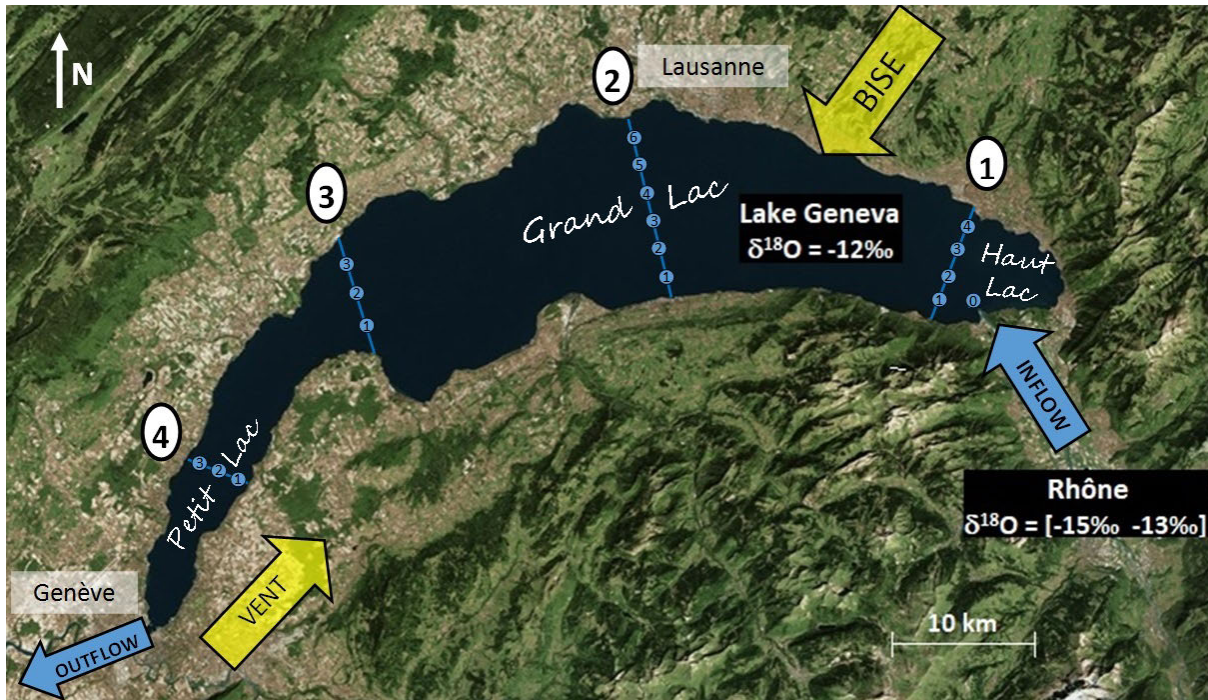 N
2
Lausanne
BISE
1
3
6
5
4
3
2
1
Grand Lac
Lake Geneva
δ¹⁸O = -12‰
4
3
2
1
0
Haut
Lac
3
2
1
INFLOW
4
3
2
1
Petit Lac
Rhône
δ¹⁸O = [-15‰ -13‰]
VENT
Genève
OUTFLOW
10 km